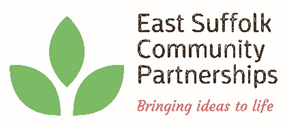 East Suffolk
Community
Partnerships
Bringing ideas to life